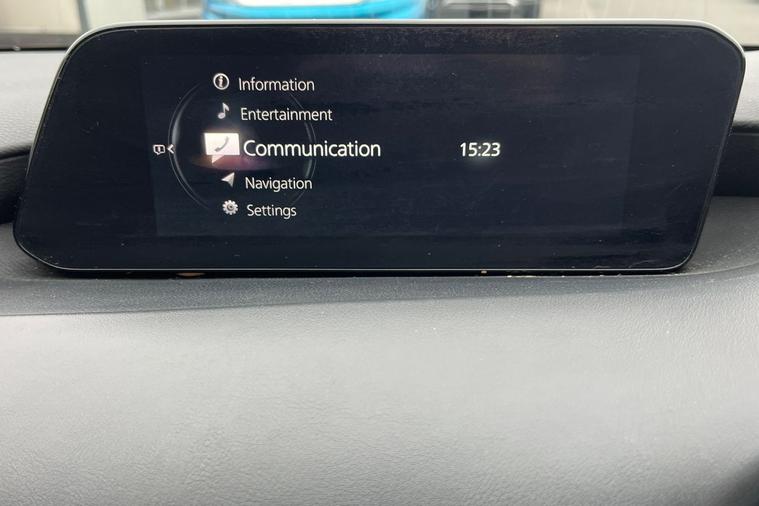 Information
Entertainment
Communication 15:23
Navigation
Settings